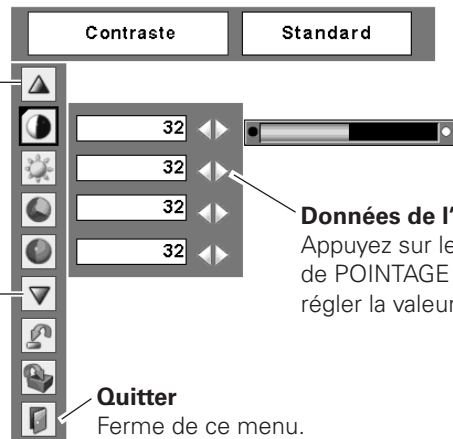 Contraste Standard
32
32
32
32
Données de l'
Appuyez sur le
de POINTAGE
régler la valeur
Quitter
Ferme de ce menu.